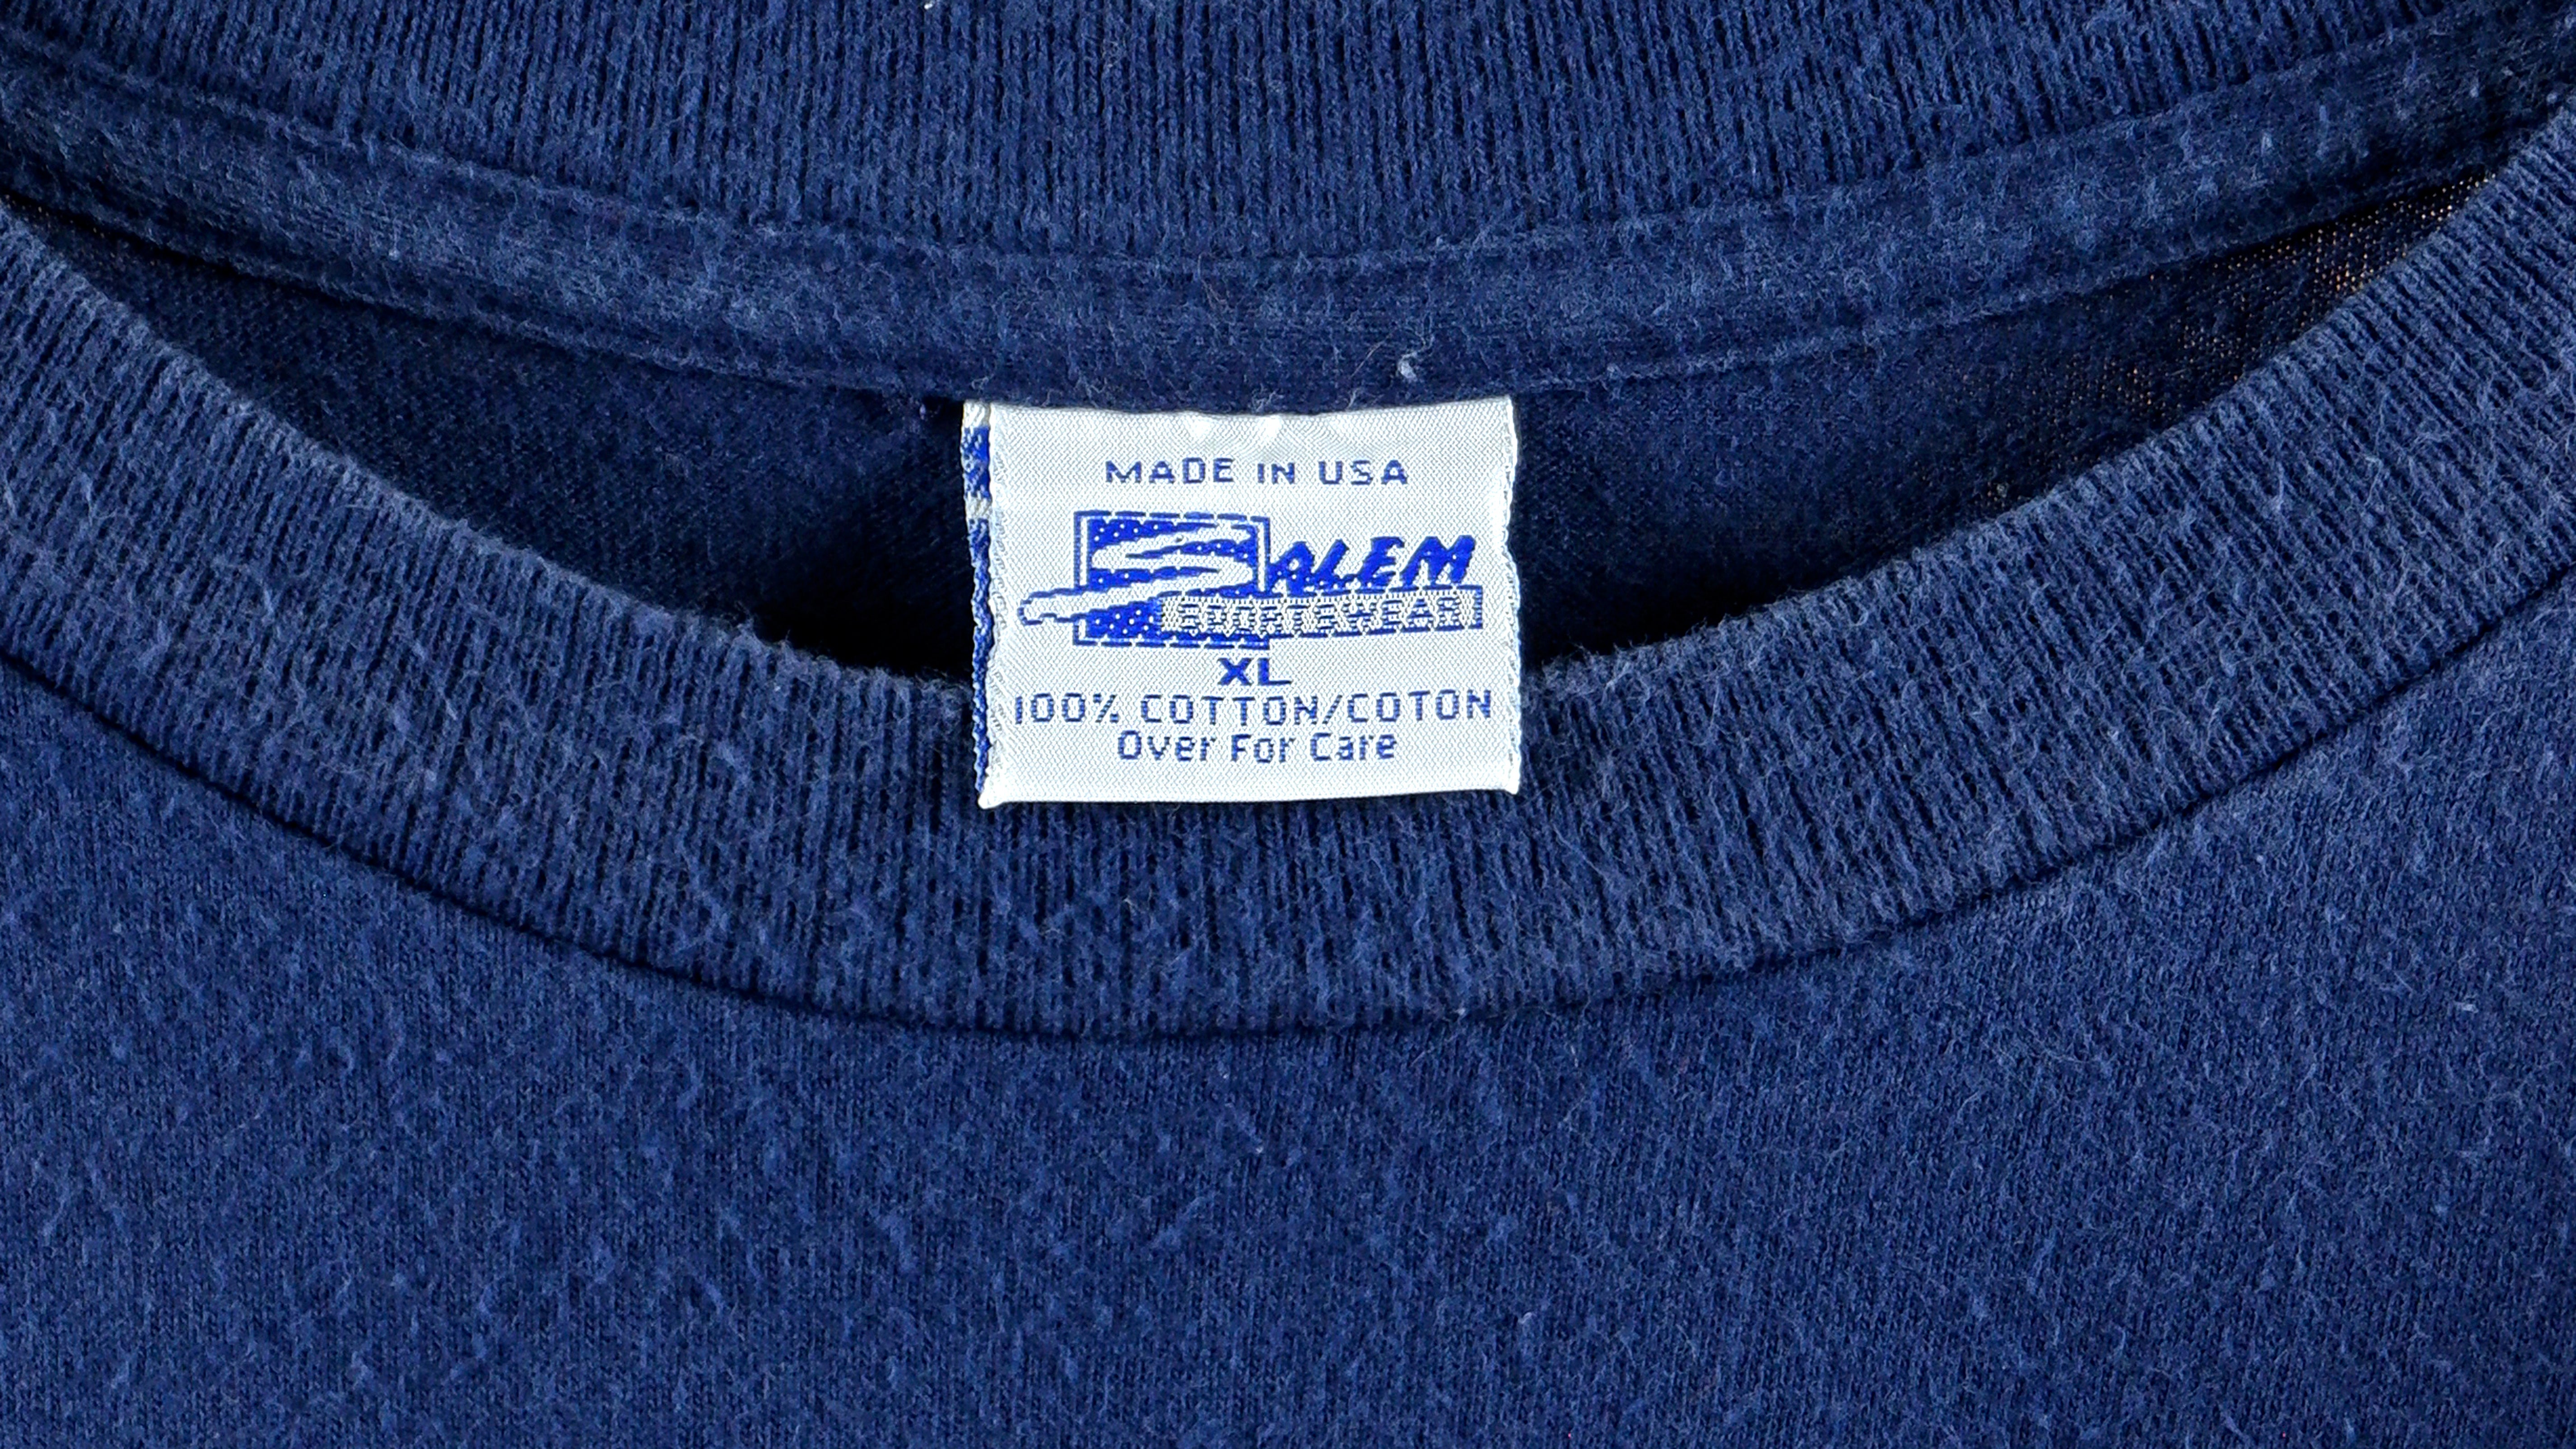 MADE IN USA
SALEM
SPORTSWEAR
XL
100% COTTON/COTON
Over For Care